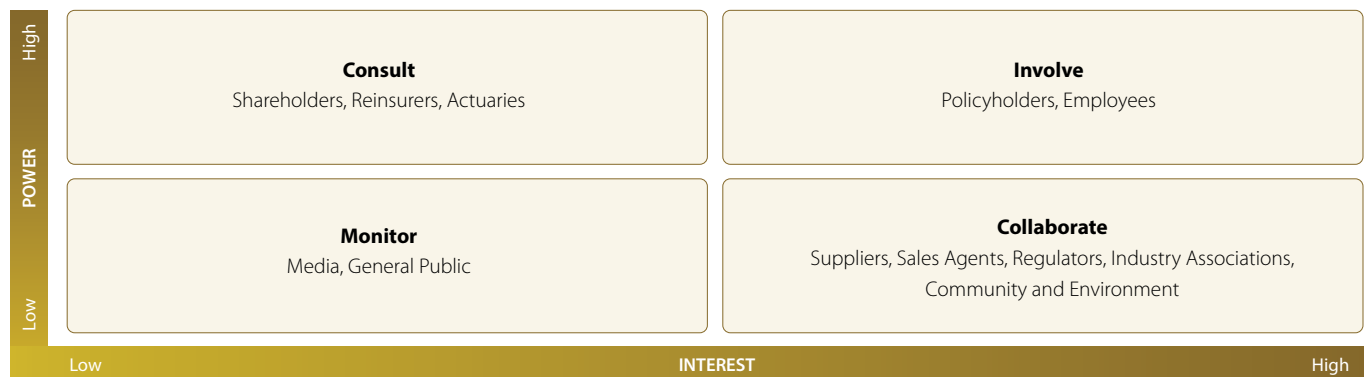 High
POWER
Low
Consult
Shareholders, Reinsurers, Actuaries
Involve
Policyholders, Employees
Monitor
Media, General Public
Collaborate
Suppliers, Sales Agents, Regulators, Industry Associations,
Community and Environment
Low
INTEREST
High